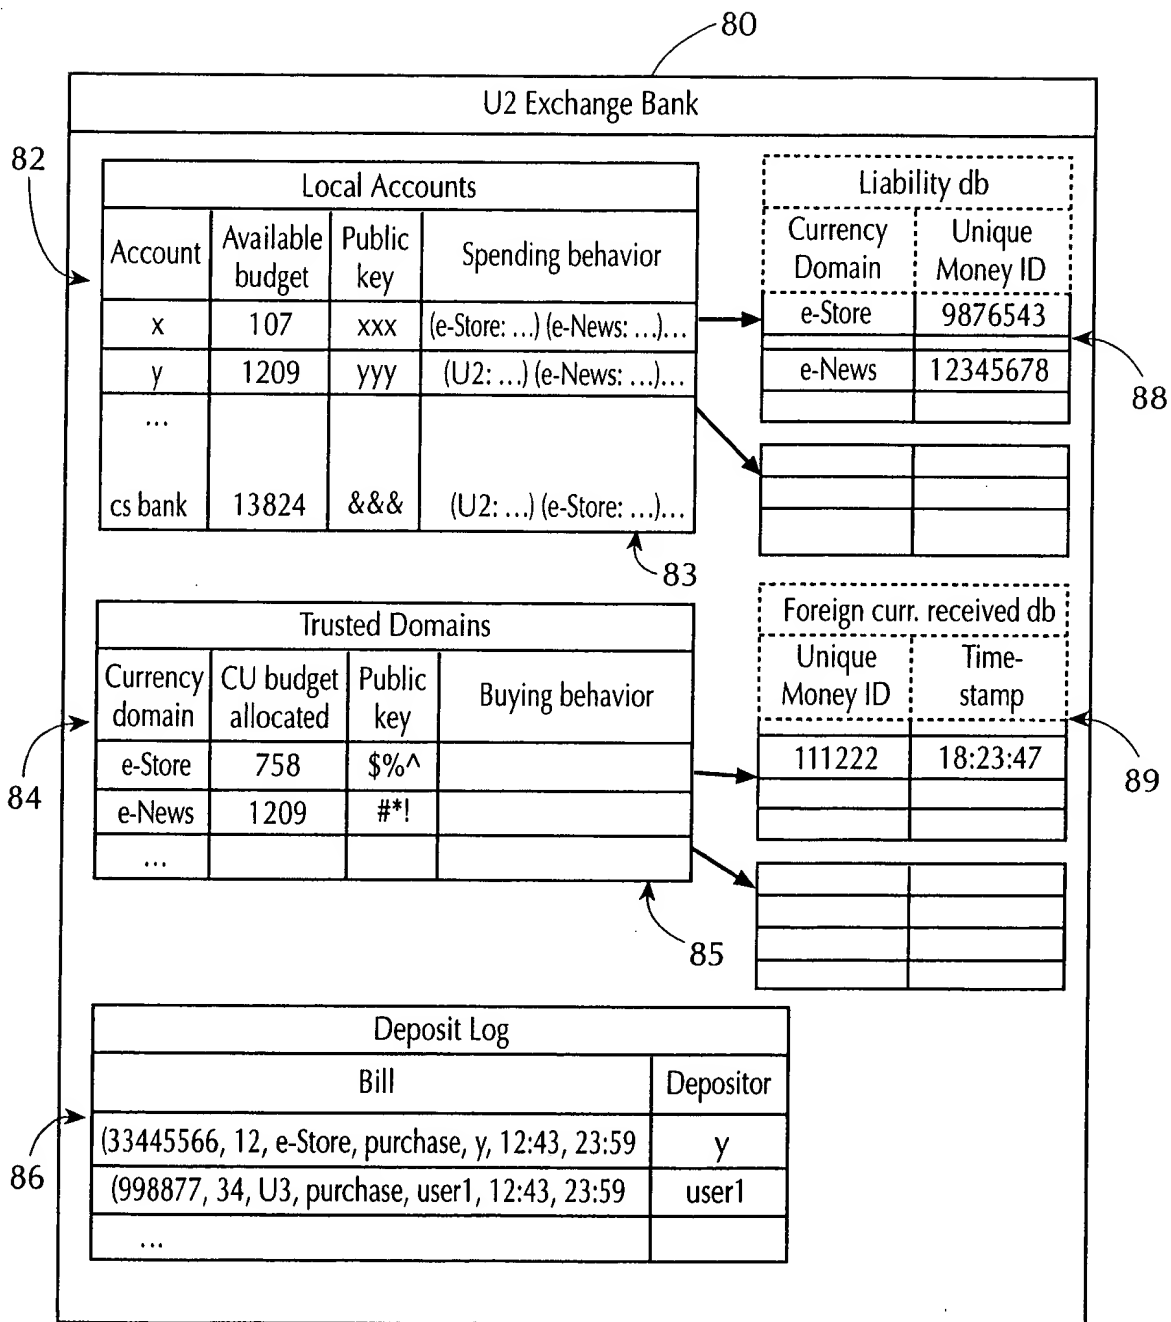 80
U2 Exchange Bank
82
Local Accounts
Account Available budget Public key Spending behavior
x 107 xxx (e-Store: ...) (e-News: ...)...
y 1209 yyy (U2: ...) (e-News: ...)...
...
cs bank 13824 &&& (U2: ...) (e-Store: ...)...
83
Liability db
Currency Domain Unique Money ID
e-Store 9876543
e-News 12345678
88
84
Trusted Domains
Currency domain CU budget allocated Public key Buying behavior
e-Store 758 $%^
e-News 1209 #*!
...
85
Foreign curr. received db
Unique Money ID Time-stamp
111222 18:23:47
89
86
Deposit Log
Bill Depositor
(33445566, 12, e-Store, purchase, y, 12:43, 23:59 y
(998877, 34, U3, purchase, user1, 12:43, 23:59 user1
...